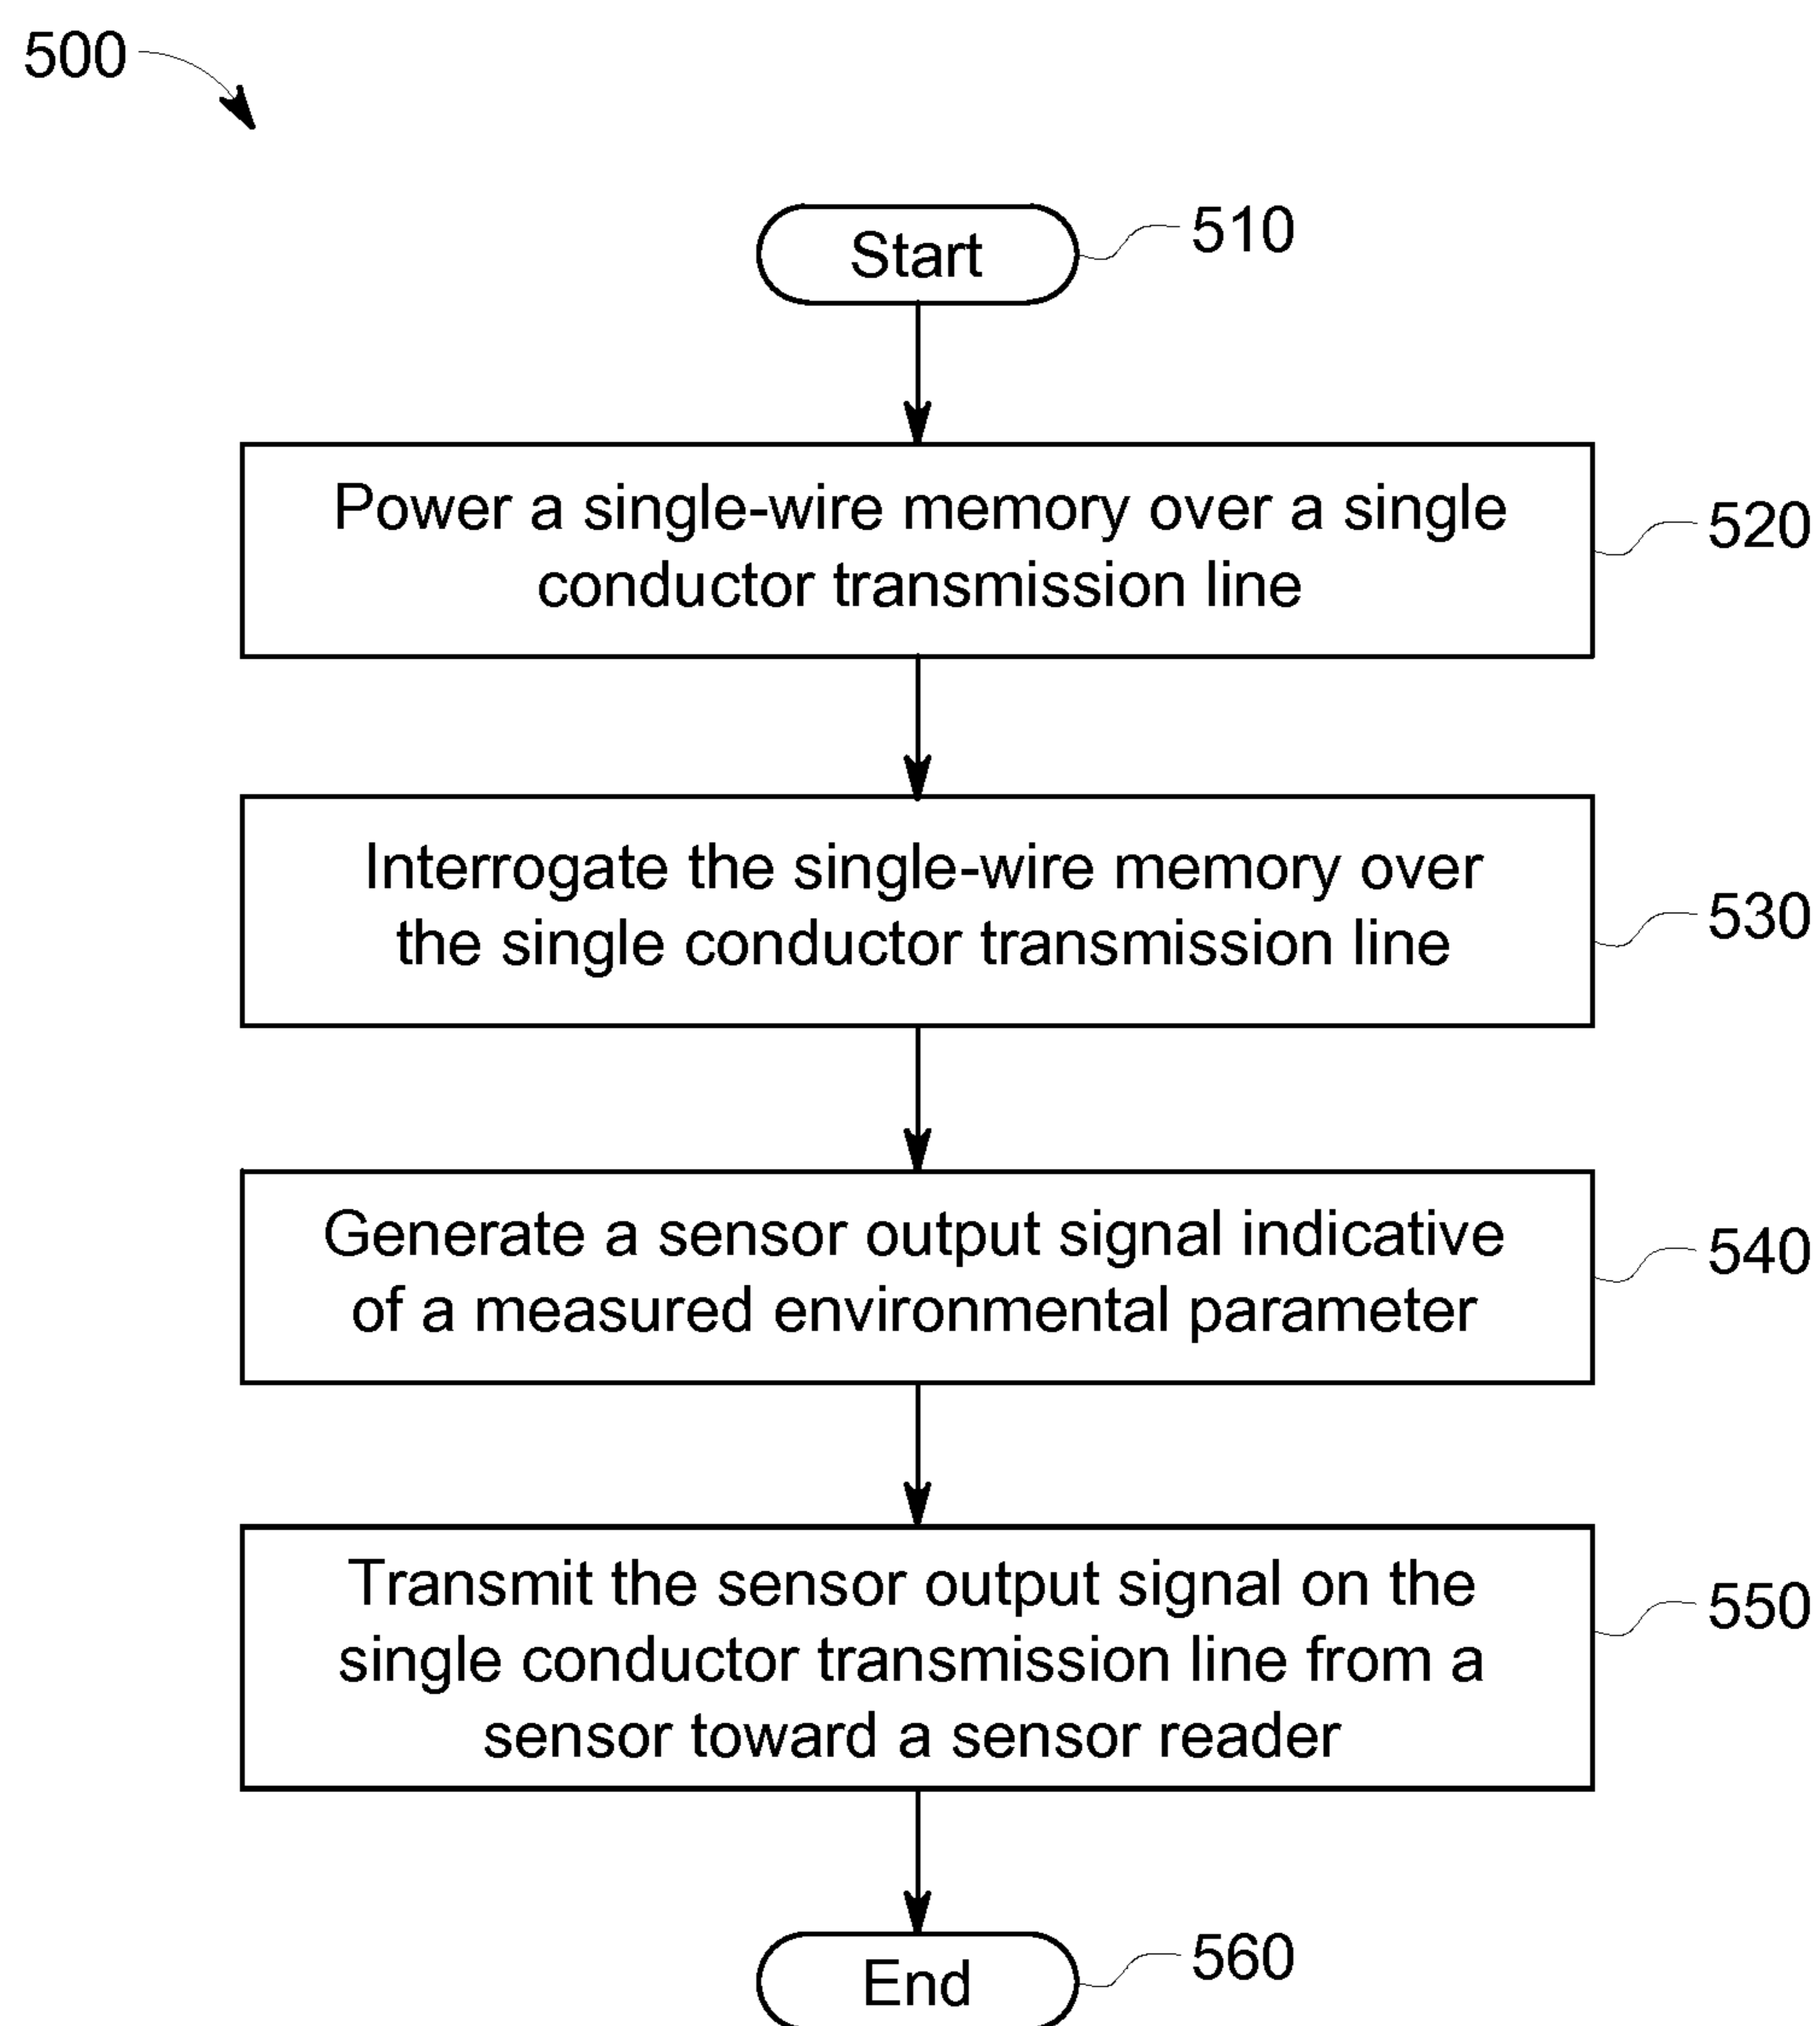 500
Start
510
Power a single-wire memory over a single
conductor transmission line
520
Interrogate the single-wire memory over
the single conductor transmission line
530
Generate a sensor output signal indicative
of a measured environmental parameter
540
Transmit the sensor output signal on the
single conductor transmission line from a
sensor toward a sensor reader
550
End
560